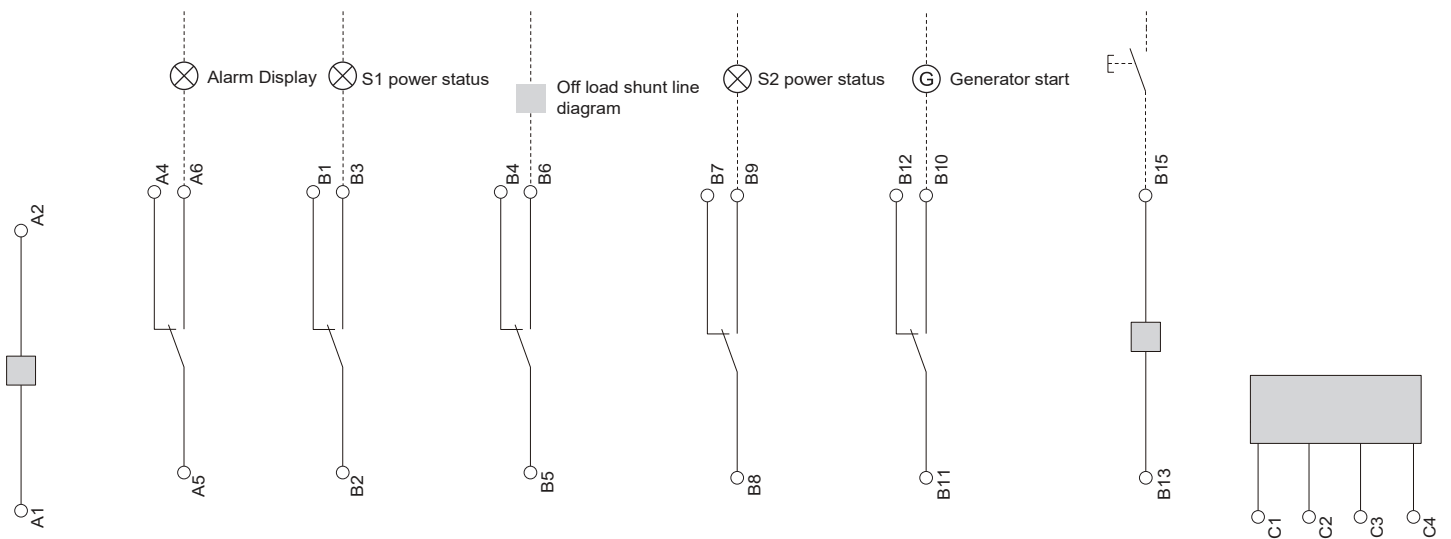 Alarm Display
S1 power status
Off load shunt line
diagram
S2 power status
G
Generator start
A4
A6
B1
B3
B4
B6
B7
B9
B12
B10
B15
A2
A1
A5
B2
B5
B8
B11
B13
C1
C2
C3
C4